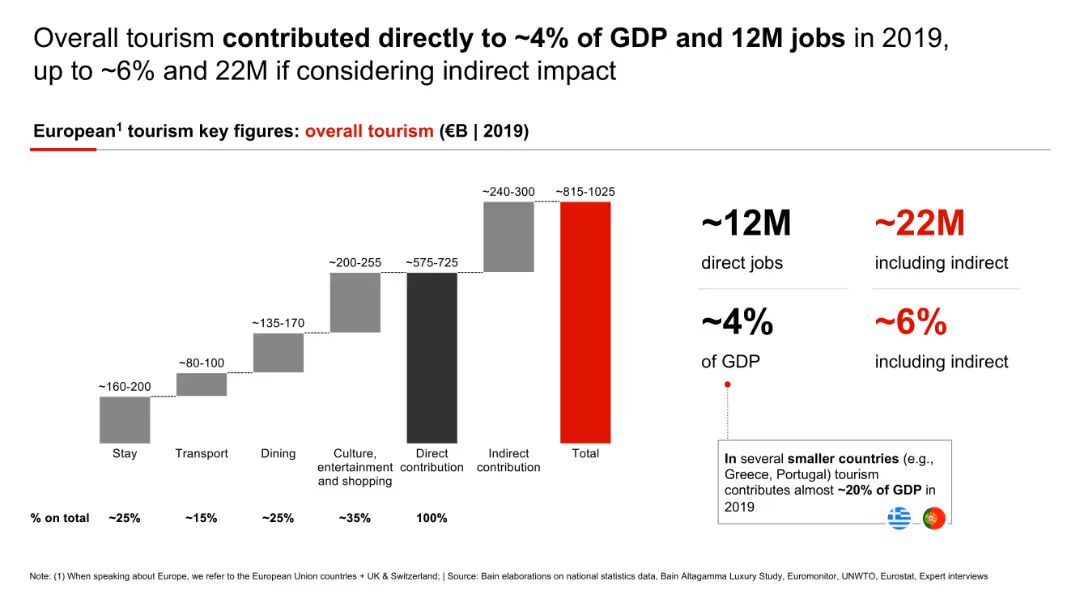 Overall tourism contributed directly to ~4% of GDP and 12M jobs in 2019,
up to ~6% and 22M if considering indirect impact
European¹ tourism key figures: overall tourism (€B | 2019)
~160-200
~80-100
~135-170
~200-255
~575-725
~240-300
~815-1025
Stay
Transport
Dining
Culture,
entertainment
and shopping
Direct
contribution
Indirect
contribution
Total
% on total ~25% ~15% ~25% ~35% 100%
~12M
direct jobs
~22M
including indirect
~4%
of GDP
~6%
including indirect
In several smaller countries (e.g.,
Greece, Portugal) tourism
contributes almost ~20% of GDP in
2019
Note: (1) When speaking about Europe, we refer to the European Union countries + UK & Switzerland; | Source: Bain elaborations on national statistics data, Bain Altagamma Luxury Study, Euromonitor, UNWTO, Eurostat, Expert interviews